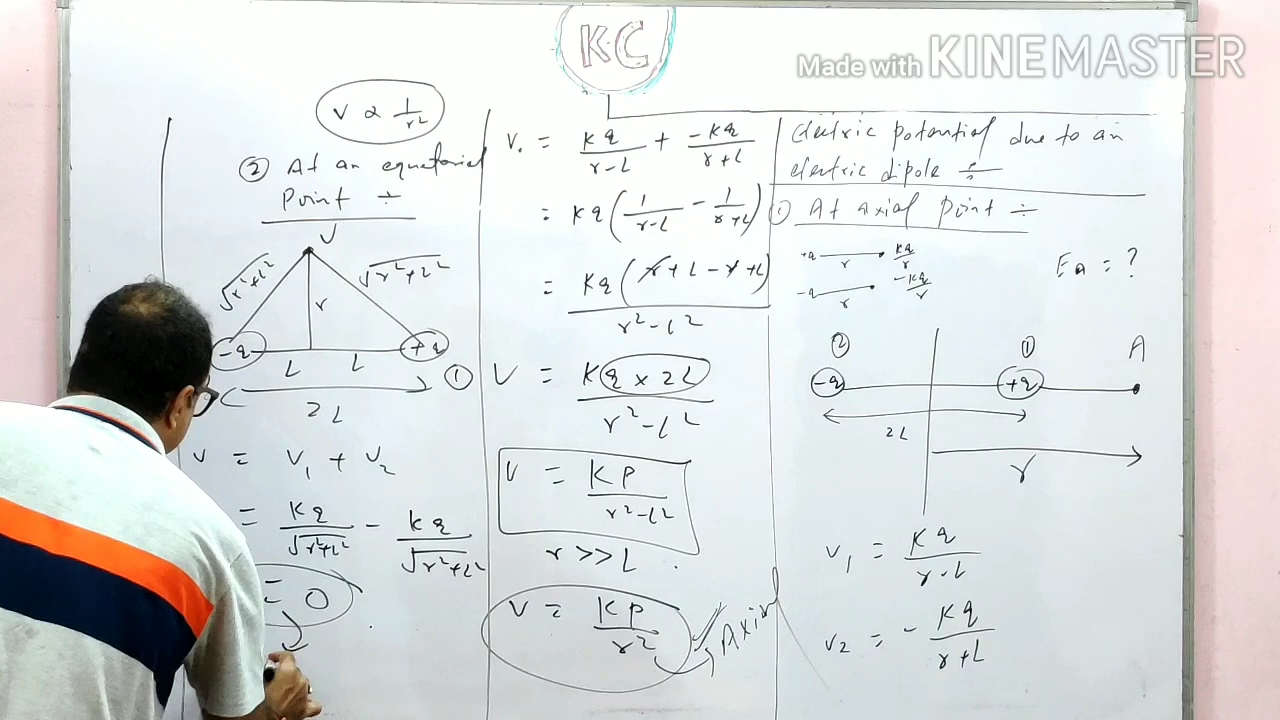 KC
Made with KINEMASTER
Electric potential due to an
electric dipole ÷
① At axial point ÷
+q r Kq/r
-q r -Kq/r
Ea = ?
② ① A
-q +q
2L
r
V₁ = Kq/(r-L)
V₂ = -Kq/(r+L)
V. = Kq/(r-L) + -Kq/(r+L)
= Kq(1/(r-L) - 1/(r+L))
= Kq(r+L-r+L)/(r²-L²)
① V = Kq×2L/(r²-L²)
V = KP/(r²-L²)
r >> L
V = KP/r² Axial
V ∝ 1/r²
② At an equatorial
Point ÷
V
√r²+L² √r²+L²
r
-q L L +q
2L
V = V₁ + V₂
= Kq/√r²+L² - Kq/√r²+L²
= 0